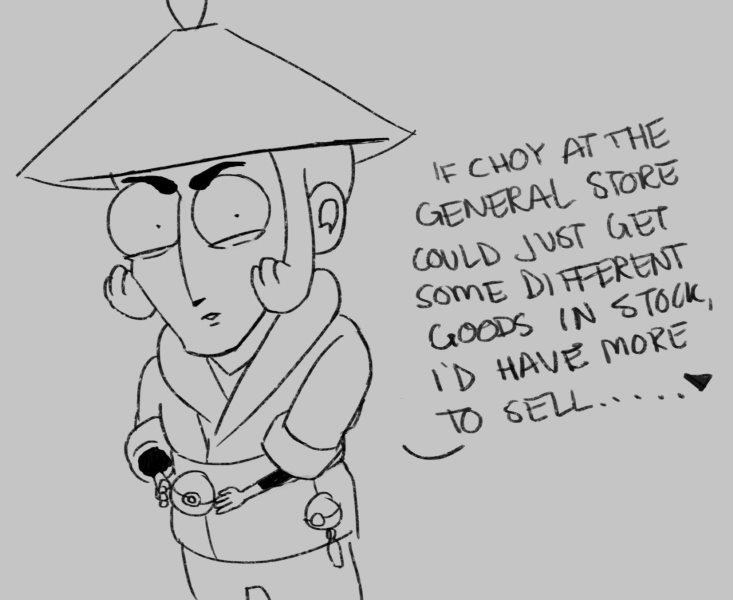 IF CHOY AT THE
GENERAL STORE
COULD JUST GET
SOME DIFFERENT
GOODS IN STOCK,
I'D HAVE MORE
TO SELL.....